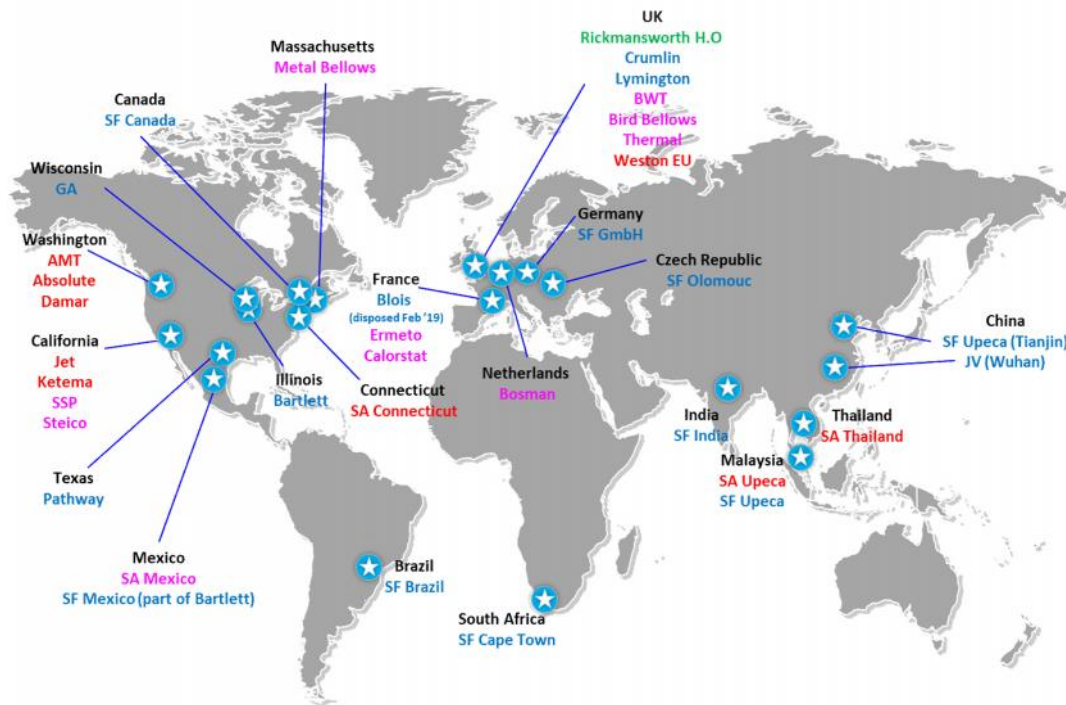 UK
Rickmansworth H.O
Crumlin
Lymington
BWT
Bird Bellows
Thermal
Weston EU
Massachusetts
Metal Bellows
Canada
SF Canada
Wisconsin
GA
Washington
AMT
Absolute
Damar
California
Jet
Ketema
SSP
Steico
Texas
Pathway
Mexico
SA Mexico
SF Mexico (part of Bartlett)
Illinois
Bartlett
Connecticut
SA Connecticut
France
Blois
(disposed Feb '19)
Ermeto
Calorstat
Netherlands
Bosman
Germany
SF GmbH
Czech Republic
SF Olomouc
China
SF Upeca (Tianjin)
JV (Wuhan)
India
SF India
Thailand
SA Thailand
Malaysia
SA Upeca
SF Upeca
Brazil
SF Brazil
South Africa
SF Cape Town